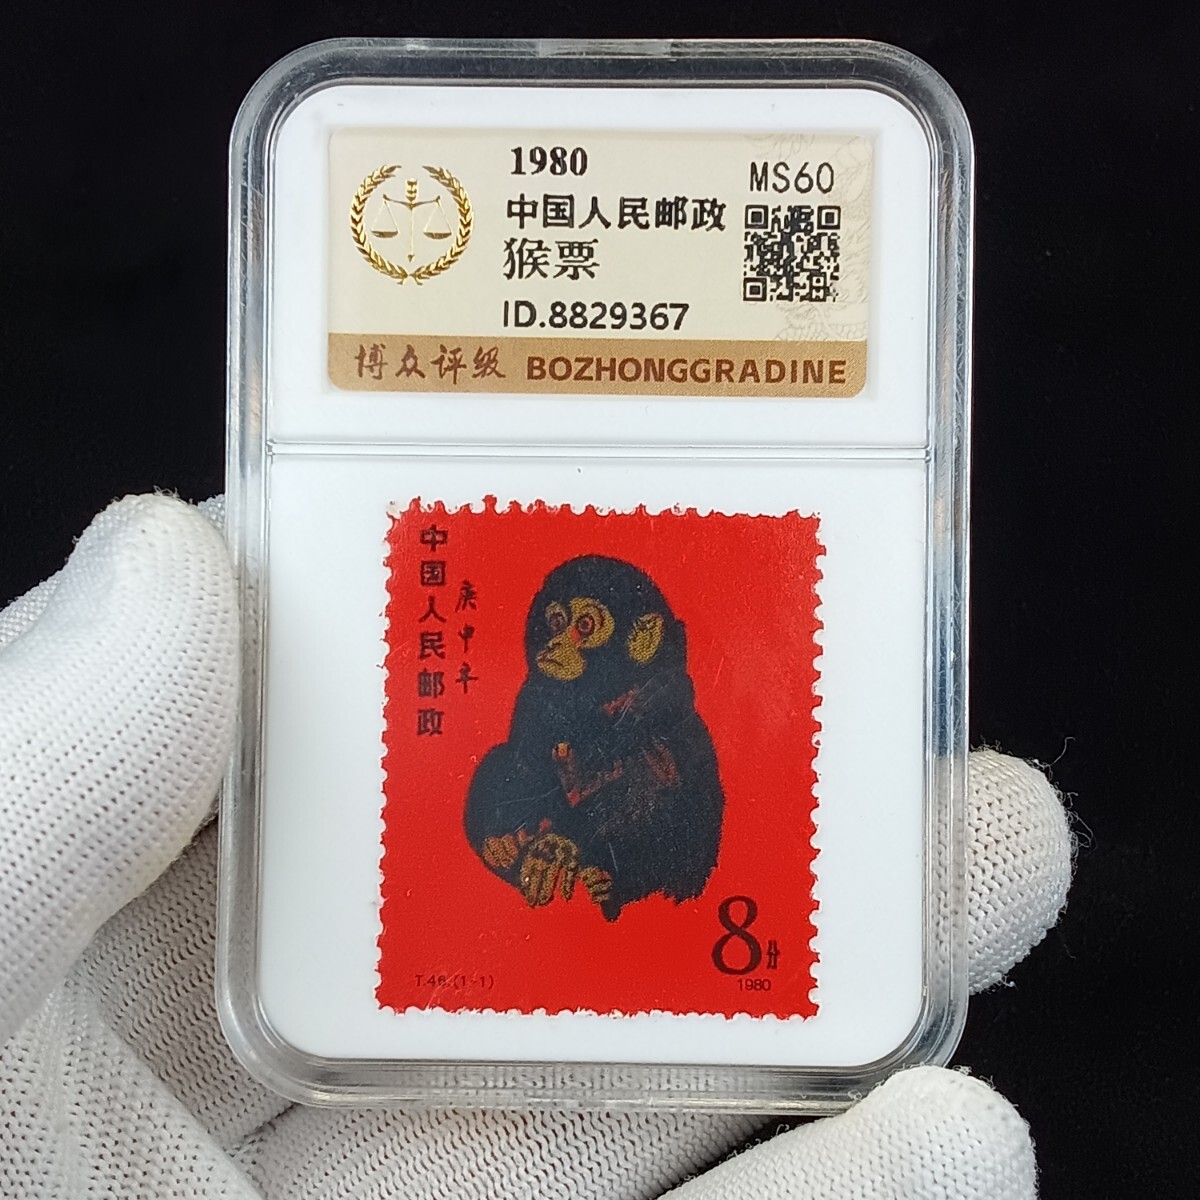 1980
中国人民邮政
猴票
MS60
ID.8829367
博众评级 BOZHONGGRADINE
中国人民邮政
庚申年
8分
T.46.(1-1)
1980